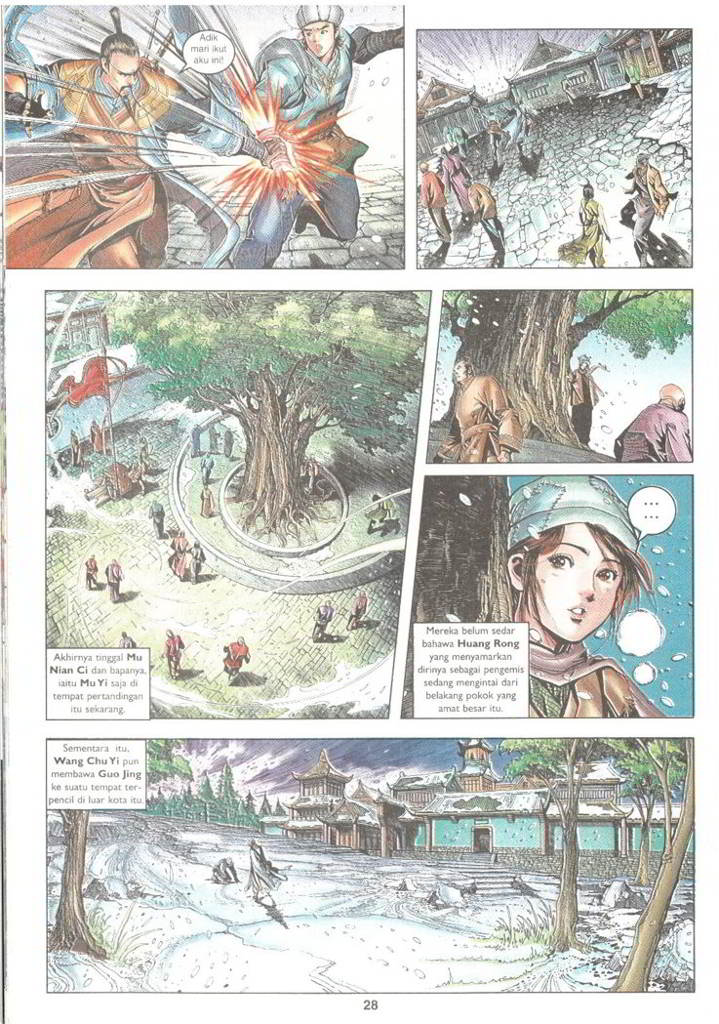 Adik
mari ikut
aku ini!
Akhirnya tinggal Mu
Nian Ci dan bapanya,
iaitu Mu Yi saja di
tempat pertandingan
itu sekarang.
...
...
Mereka belum sedar
bahawa Huang Rong
yang menyamarkan
dirinya sebagai pengemis
sedang mengintai dari
belakang pokok yang
amat besar itu.
Sementara itu,
Wang Chu Yi pun
membawa Guo Jing
ke suatu tempat ter-
pencil di luar kota itu.
28